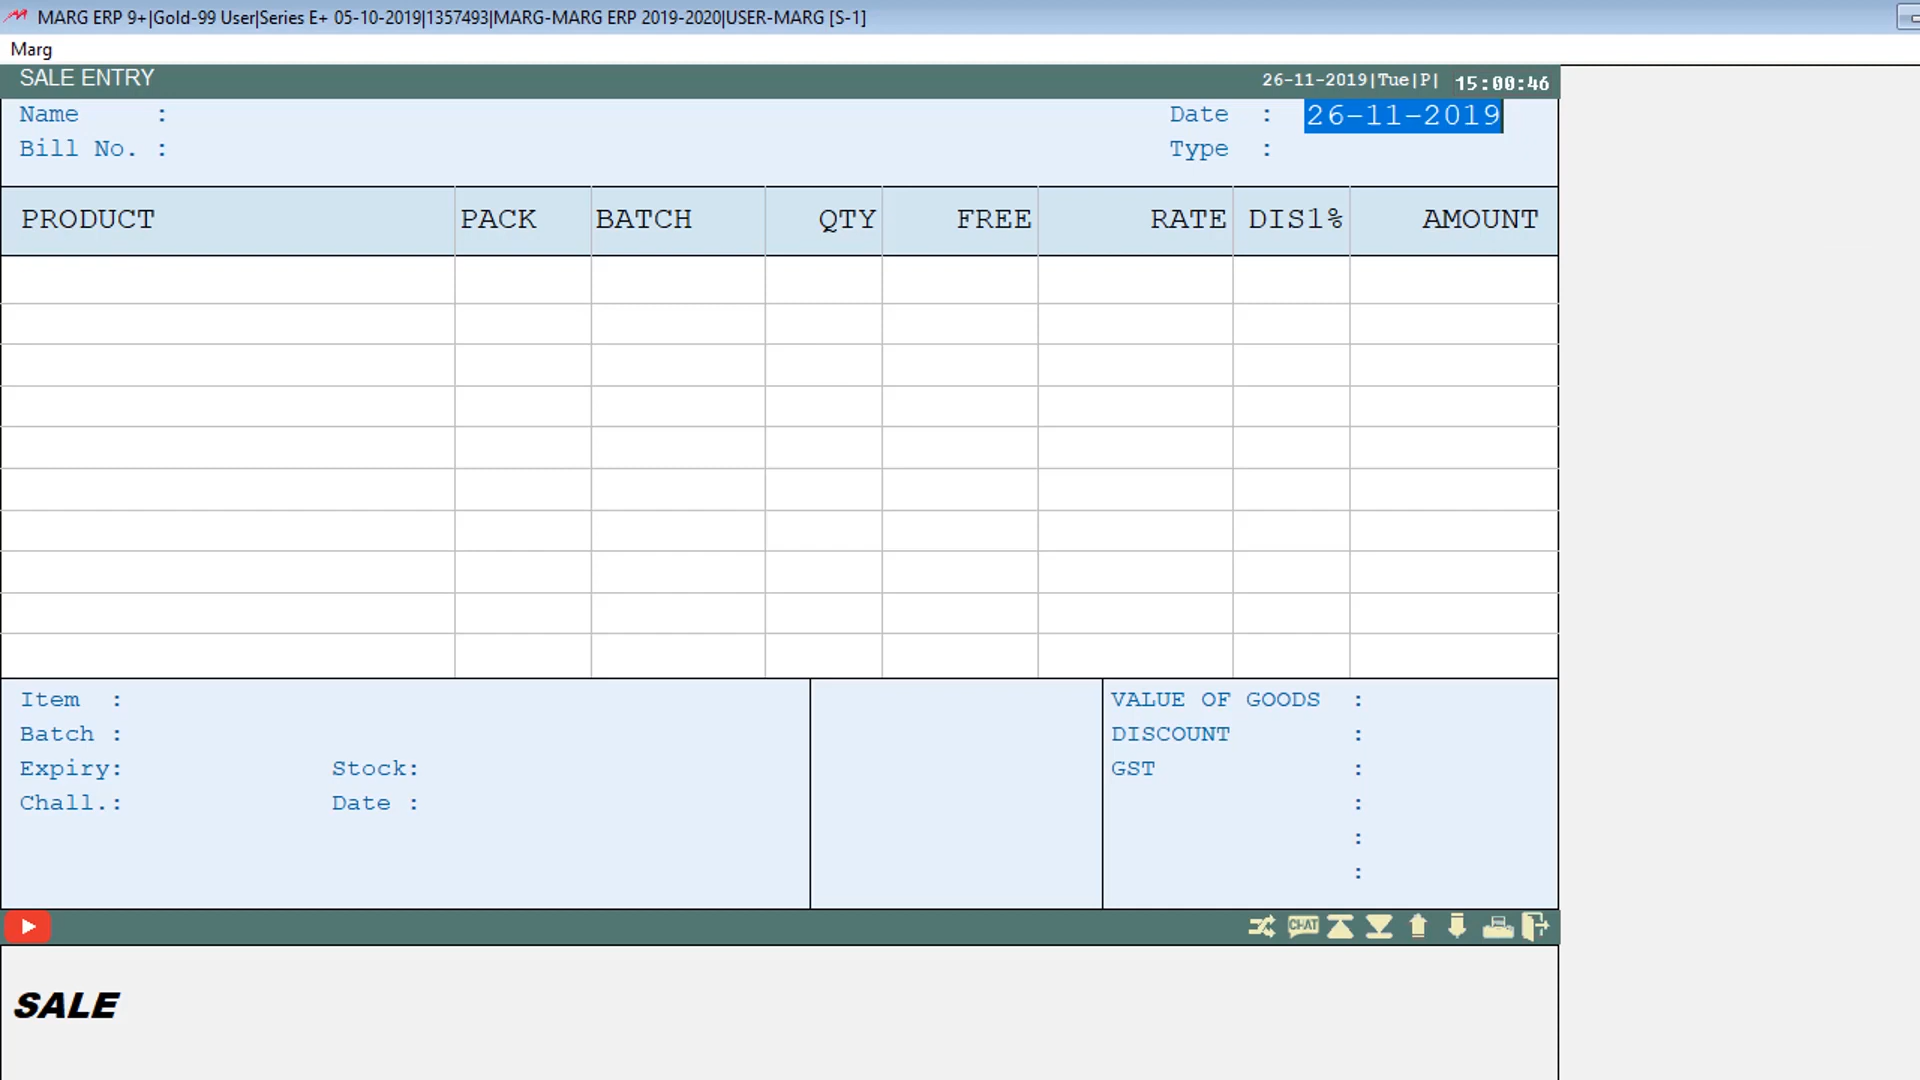 MARG ERP 9+|Gold-99 User|Series E+ 05-10-2019|1357493|MARG-MARG ERP 2019-2020|USER-MARG [S-1]
Marg
SALE ENTRY 26-11-2019|Tue|P| 15:00:46
Name : Date : 26-11-2019
Bill No. : Type :
PRODUCT PACK BATCH QTY FREE RATE DIS1% AMOUNT
Item : VALUE OF GOODS :
Batch : DISCOUNT :
Expiry: Stock: GST :
Chall.: Date : :
:
:
CHAT
SALE